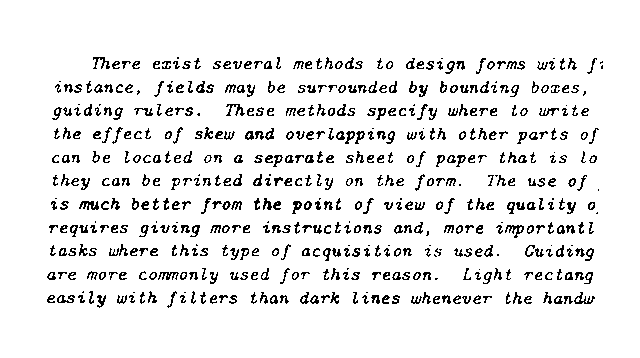 There exist several methods to design forms with
instance, fields may be surrounded by bounding boxes,
guiding rulers. These methods specify where to write
the effect of skew and overlapping with other parts of
can be located on a separate sheet of paper that is lo
they can be printed directly on the form. The use of
is much better from the point of view of the quality o
requires giving more instructions and, more importantl
tasks where this type of acquisition is used. Guiding
are more commonly used for this reason. Light rectang
easily with filters than dark lines whenever the handw